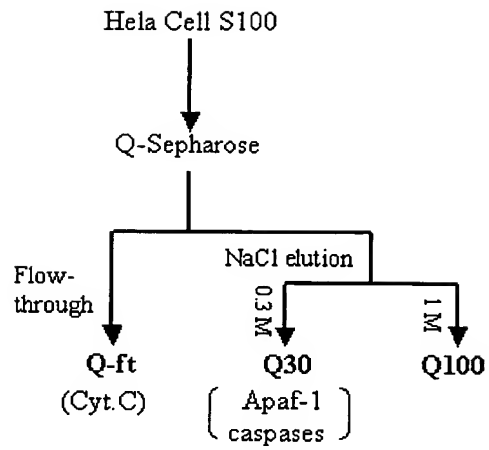 Hela Cell S100
Q-Sepharose
Flow-
through
NaCl elution
0.3 M
1 M
Q-ft
(Cyt.C)
Q30
Apaf-1
caspases
Q100